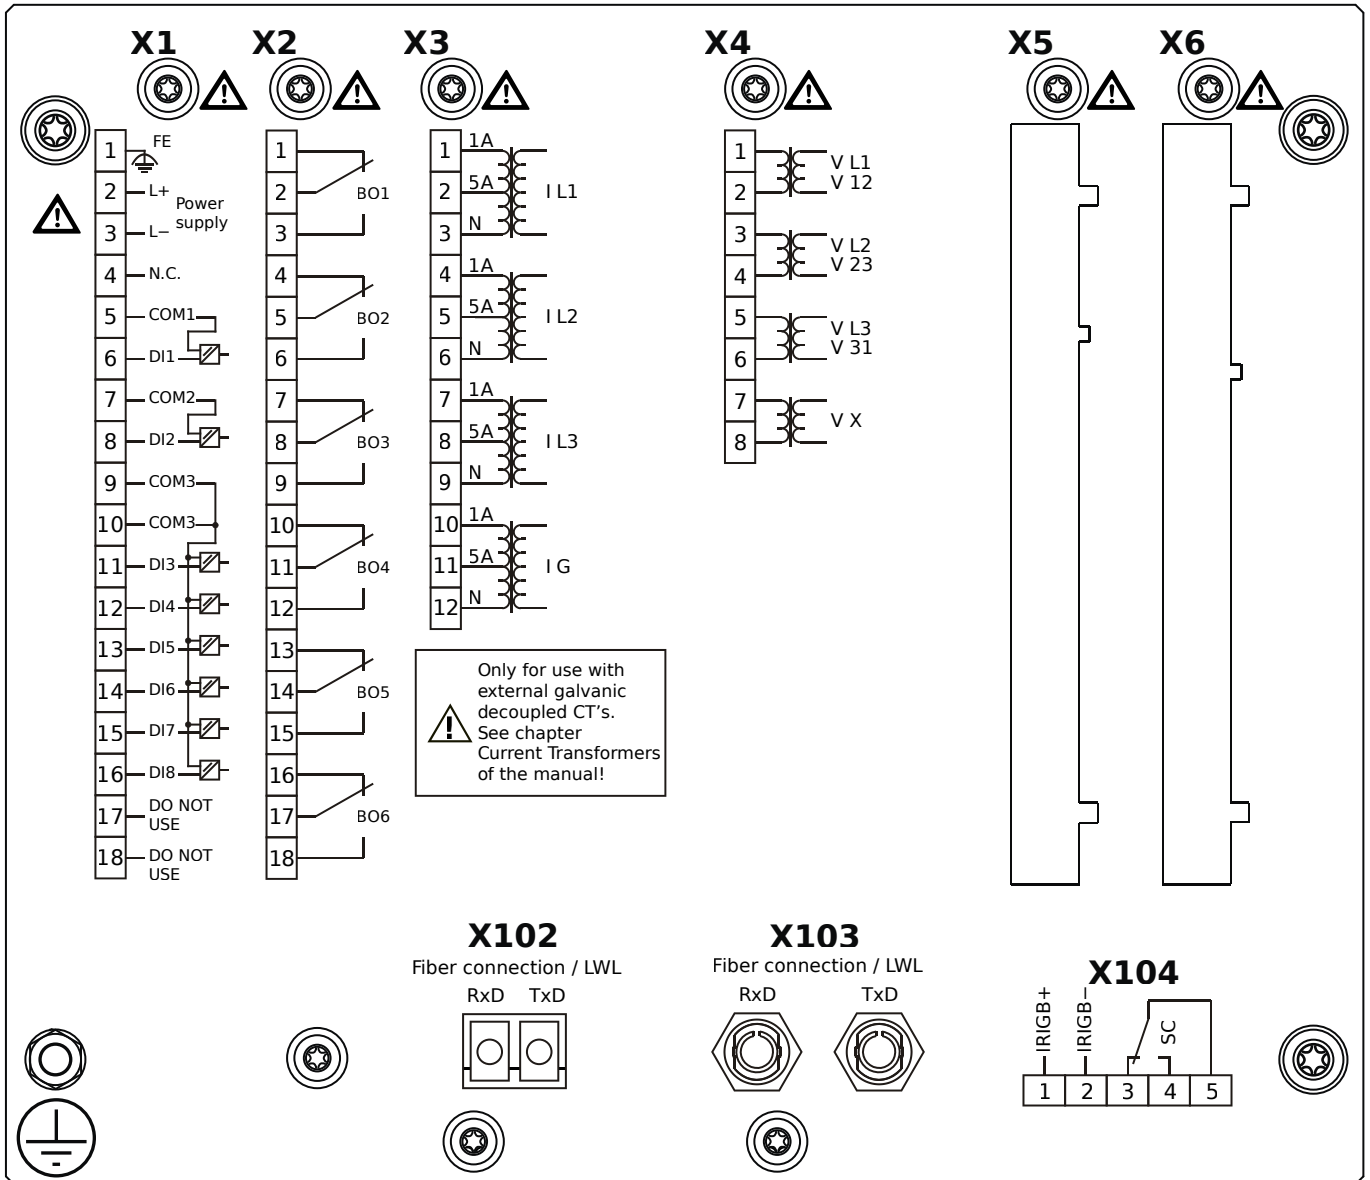 X1 X2 X3 X4 X5 X6
1 FE
2 L+
Power
supply
3 L−
4 N.C.
5 COM1
6 DI1
7 COM2
8 DI2
9 COM3
10 COM3
11 DI3
12 DI4
13 DI5
14 DI6
15 DI7
16 DI8
17 DO NOT
USE
18 DO NOT
USE
1
2 BO1
3
4
5 BO2
6
7
8 BO3
9
10
11 BO4
12
13
14 BO5
15
16
17 BO6
18
1 1A
2 5A I L1
3 N
4 1A
5 5A I L2
6 N
7 1A
8 5A I L3
9 N
10 1A
11 5A I G
12 N
Only for use with
external galvanic
decoupled CT's.
See chapter
Current Transformers
of the manual!
1 V L1
2 V 12
3 V L2
4 V 23
5 V L3
6 V 31
7 V X
8
X102
Fiber connection / LWL
RxD TxD
X103
Fiber connection / LWL
RxD TxD
X104
IRIGB+ IRIGB− SC
1 2 3 4 5